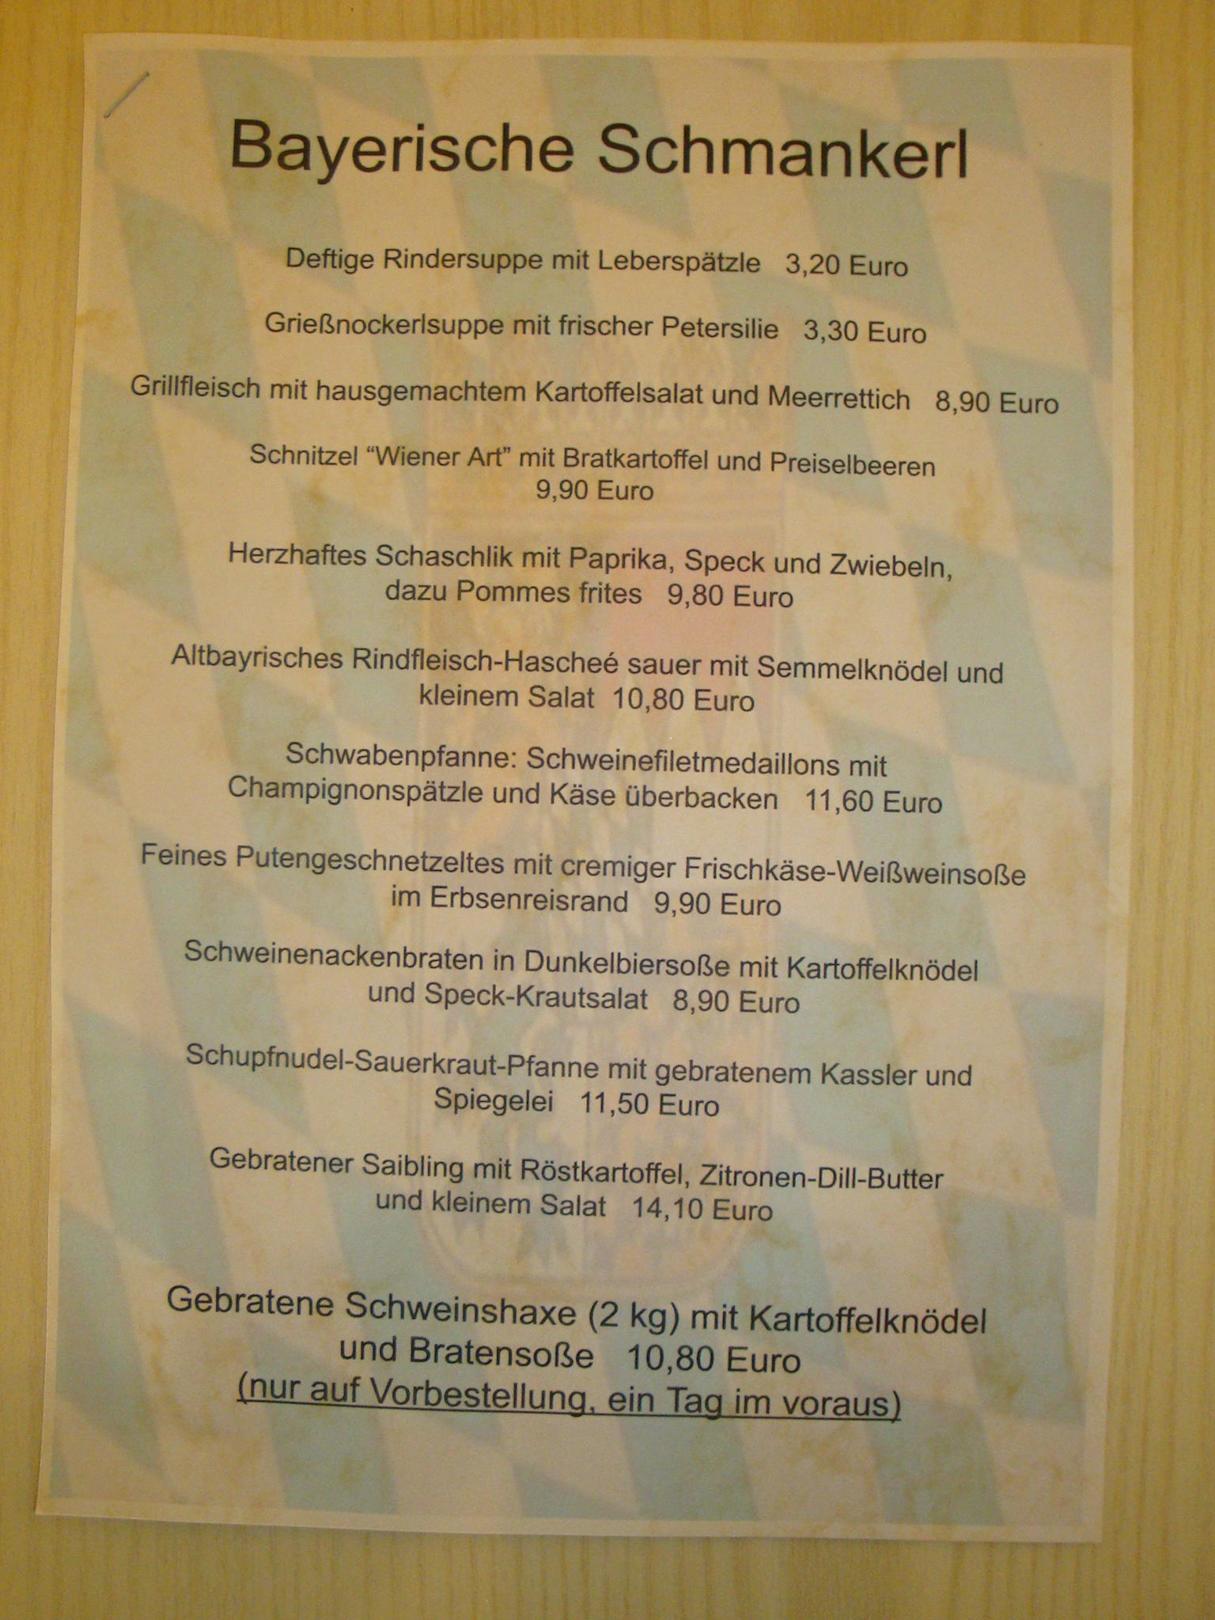 Bayerische Schmankerl
Deftige Rindersuppe mit Leberspätzle 3,20 Euro
Grießnockerlsuppe mit frischer Petersilie 3,30 Euro
Grillfleisch mit hausgemachtem Kartoffelsalat und Meerrettich 8,90 Euro
Schnitzel “Wiener Art” mit Bratkartoffel und Preiselbeeren
9,90 Euro
Herzhaftes Schaschlik mit Paprika, Speck und Zwiebeln,
dazu Pommes frites 9,80 Euro
Altbayrisches Rindfleisch-Hascheé sauer mit Semmelknödel und
kleinem Salat 10,80 Euro
Schwabenpfanne: Schweinefiletmedaillons mit
Champignonspätzle und Käse überbacken 11,60 Euro
Feines Putengeschnetzeltes mit cremiger Frischkäse-Weißweinsoße
im Erbsenreisrand 9,90 Euro
Schweinenackenbraten in Dunkelbiersoße mit Kartoffelknödel
und Speck-Krautsalat 8,90 Euro
Schupfnudel-Sauerkraut-Pfanne mit gebratenem Kassler und
Spiegelei 11,50 Euro
Gebratener Saibling mit Röstkartoffel, Zitronen-Dill-Butter
und kleinem Salat 14,10 Euro
Gebratene Schweinshaxe (2 kg) mit Kartoffelknödel
und Bratensoße 10,80 Euro
(nur auf Vorbestellung, ein Tag im voraus)